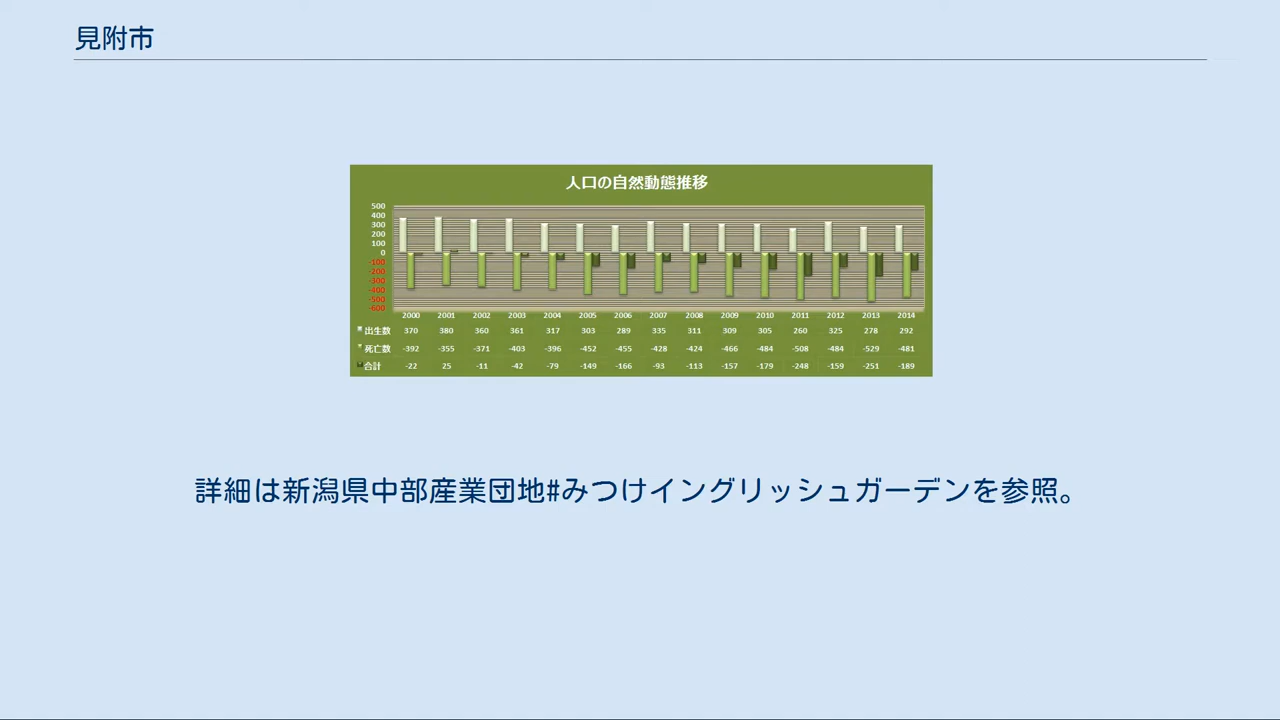 見附市
人口の自然動態推移
500
400
300
200
100
0
-100
-200
-300
-400
-500
-600
2000 2001 2002 2003 2004 2005 2006 2007 2008 2009 2010 2011 2012 2013 2014
出生数 370 380 360 361 317 303 289 335 311 309 305 260 325 278 292
死亡数 -392 -355 -371 -403 -396 -452 -455 -428 -424 -466 -484 -508 -484 -529 -481
合計 -22 25 -11 -42 -79 -149 -166 -93 -113 -157 -179 -248 -159 -251 -189
詳細は新潟県中部産業団地#みつけイングリッシュガーデンを参照。